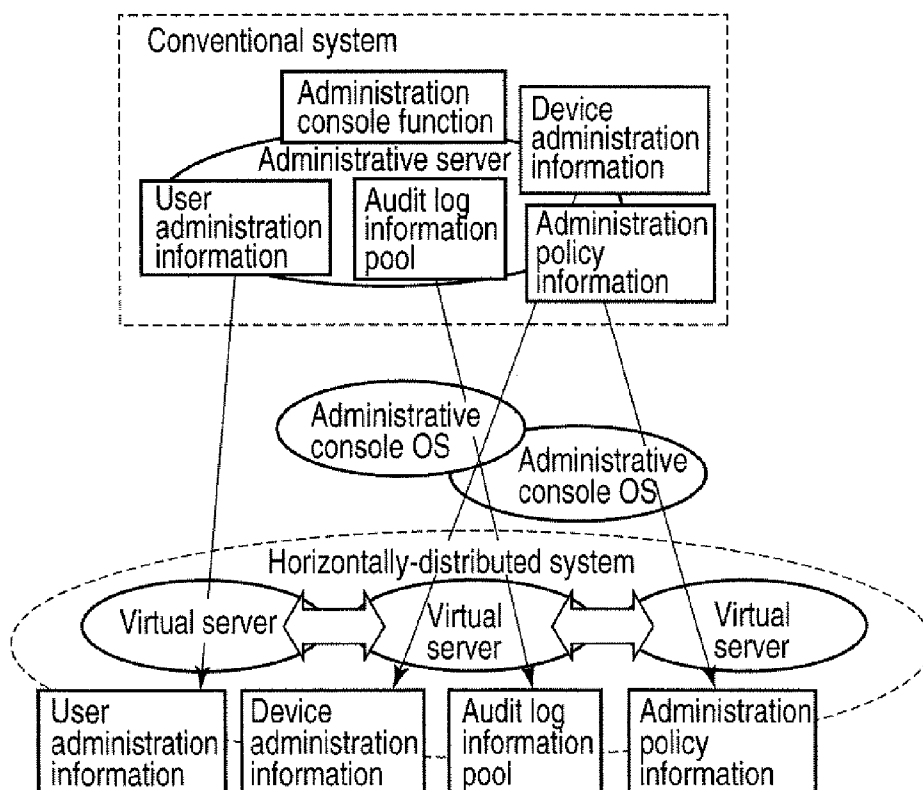 Conventional system
Administration
console function
Device
administration
information
Administrative server
User
administration
information
Audit log
information
pool
Administration
policy
information
Administrative
console OS
Administrative
console OS
Horizontally-distributed system
Virtual server
Virtual
server
Virtual
server
User
administration
information
Device
administration
information
Audit log
information
pool
Administration
policy
information